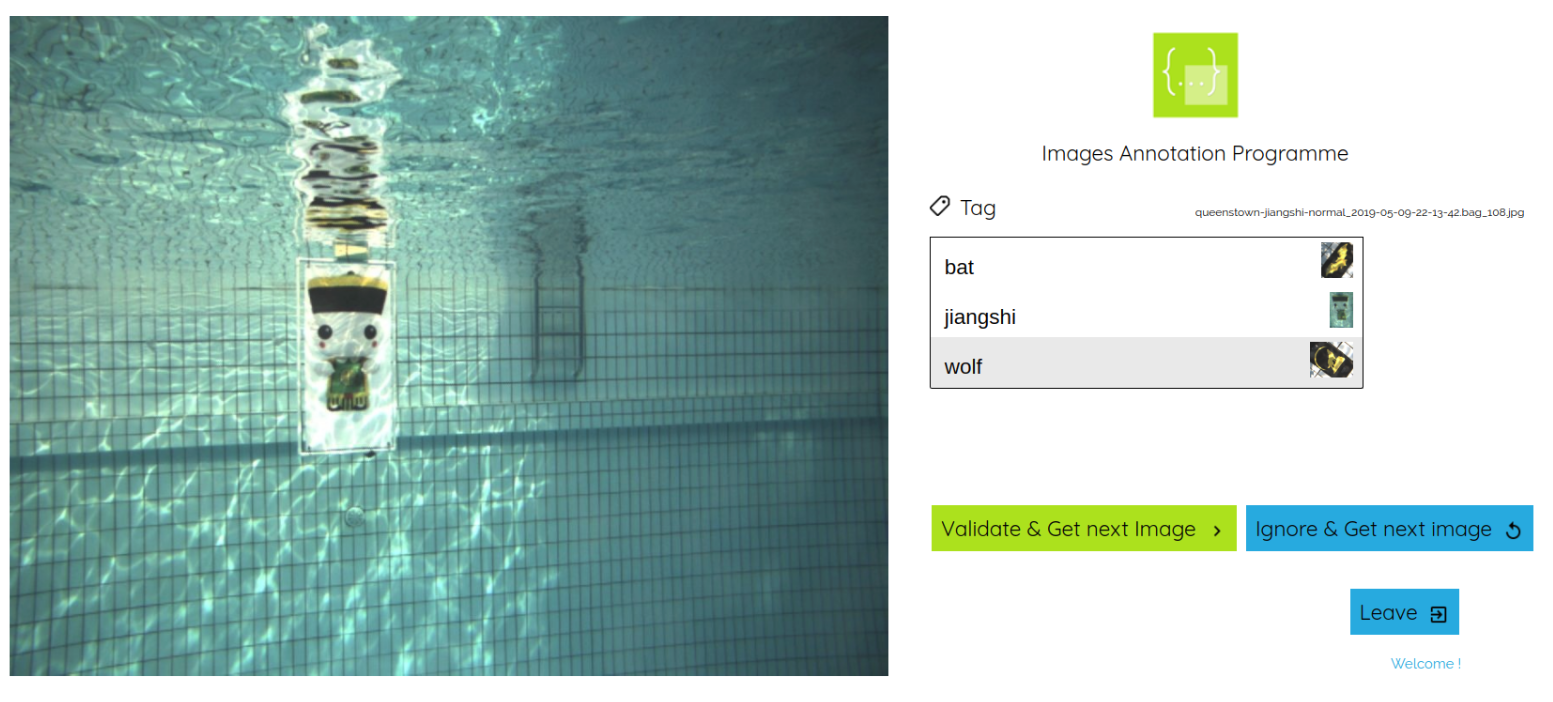 {...}
Images Annotation Programme
Tag
queenstown-jiangshi-normal_2019-05-09-22-13-42.bag_108.jpg
bat
jiangshi
wolf
Validate & Get next Image >
Ignore & Get next image
Leave
Welcome !